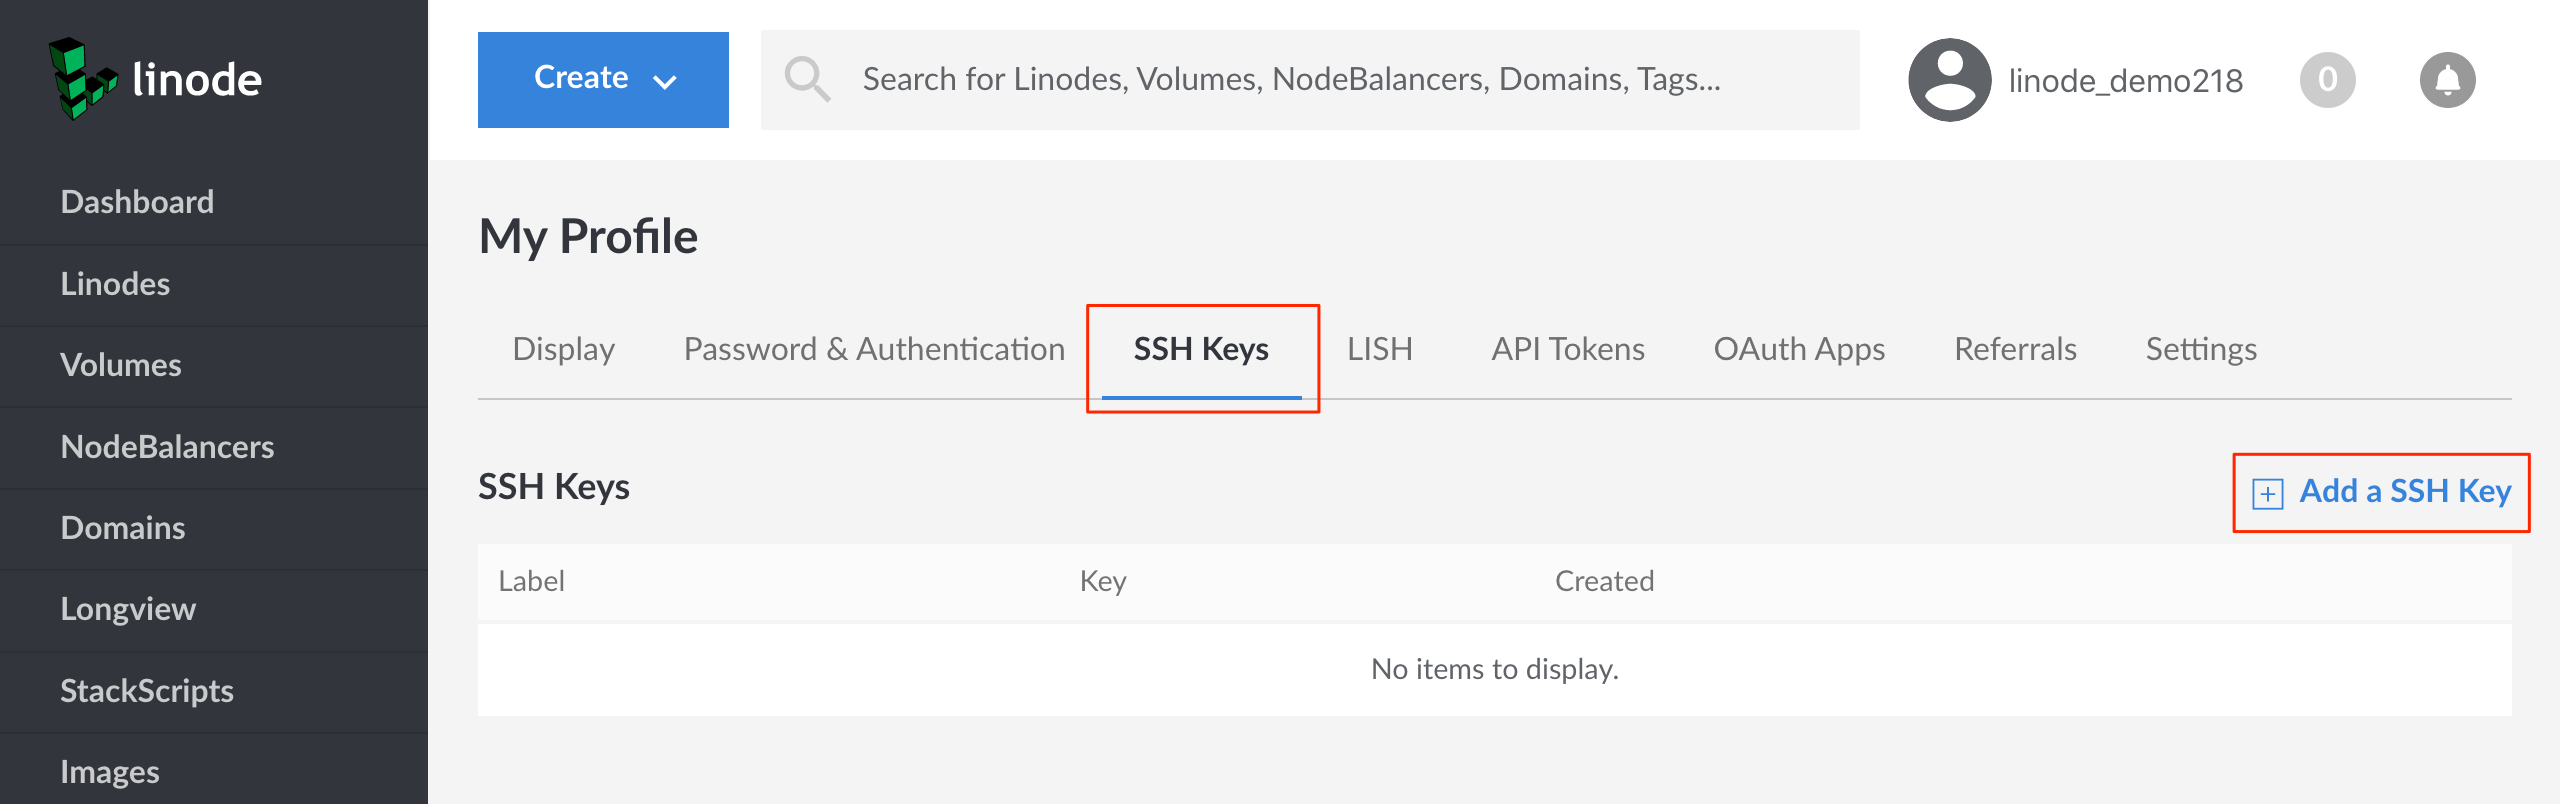 linode
Create
Search for Linodes, Volumes, NodeBalancers, Domains, Tags...
linode_demo218
0
Dashboard
Linodes
Volumes
NodeBalancers
Domains
Longview
StackScripts
Images
My Profile
Display Password & Authentication SSH Keys LISH API Tokens OAuth Apps Referrals Settings
SSH Keys
Add a SSH Key
Label Key Created
No items to display.